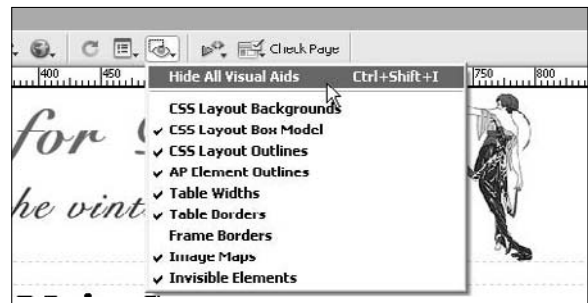 Check Page
400 450 750 800
Hide All Visual Aids Ctrl+Shift+I
CSS Layout Backgrounds
CSS Layout Box Model
CSS Layout Outlines
AP Element Outlines
Table Widths
Table Borders
Frame Borders
Image Maps
Invisible Elements
for
he vint